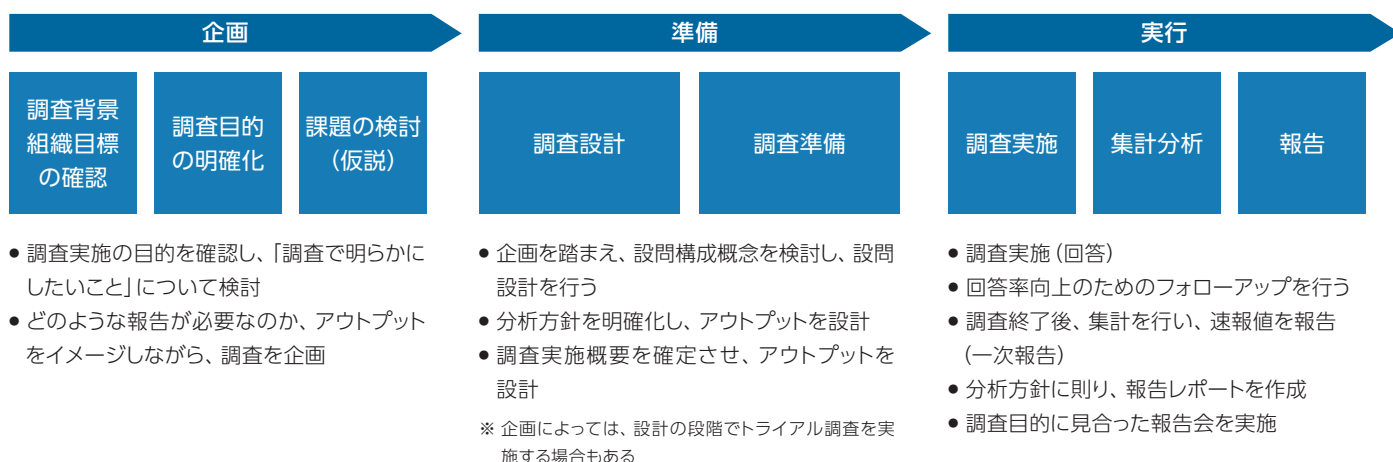 企画
調査背景
組織目標
の確認
調査目的
の明確化
課題の検討
（仮説）
● 調査実施の目的を確認し、「調査で明らかに
したいこと」について検討
● どのような報告が必要なのか、アウトプット
をイメージしながら、調査を企画
準備
調査設計
調査準備
● 企画を踏まえ、設問構成概念を検討し、設問
設計を行う
● 分析方針を明確化し、アウトプットを設計
● 調査実施概要を確定させ、アウトプットを
設計
※ 企画によっては、設計の段階でトライアル調査を実
施する場合もある
実行
調査実施
集計分析
報告
● 調査実施（回答）
● 回答率向上のためのフォローアップを行う
● 調査終了後、集計を行い、速報値を報告
（一次報告）
● 分析方針に則り、報告レポートを作成
● 調査目的に見合った報告会を実施